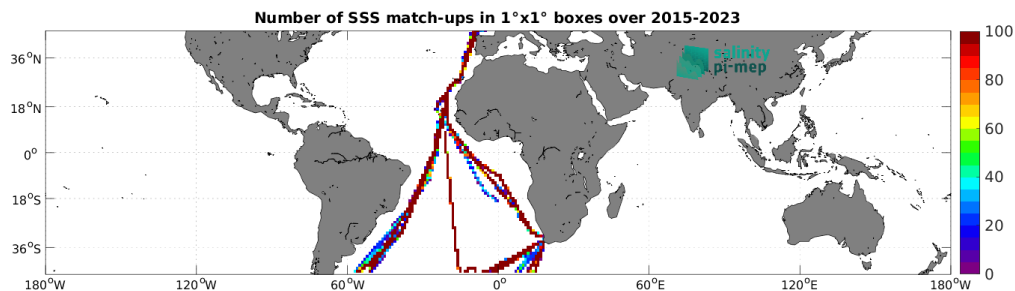 Number of SSS match-ups in 1°x1° boxes over 2015-2023
salinity
pi-mep
36°N
18°N
0°
18°S
36°S
180°W 120°W 60°W 0° 60°E 120°E 180°W
100
80
60
40
20
0